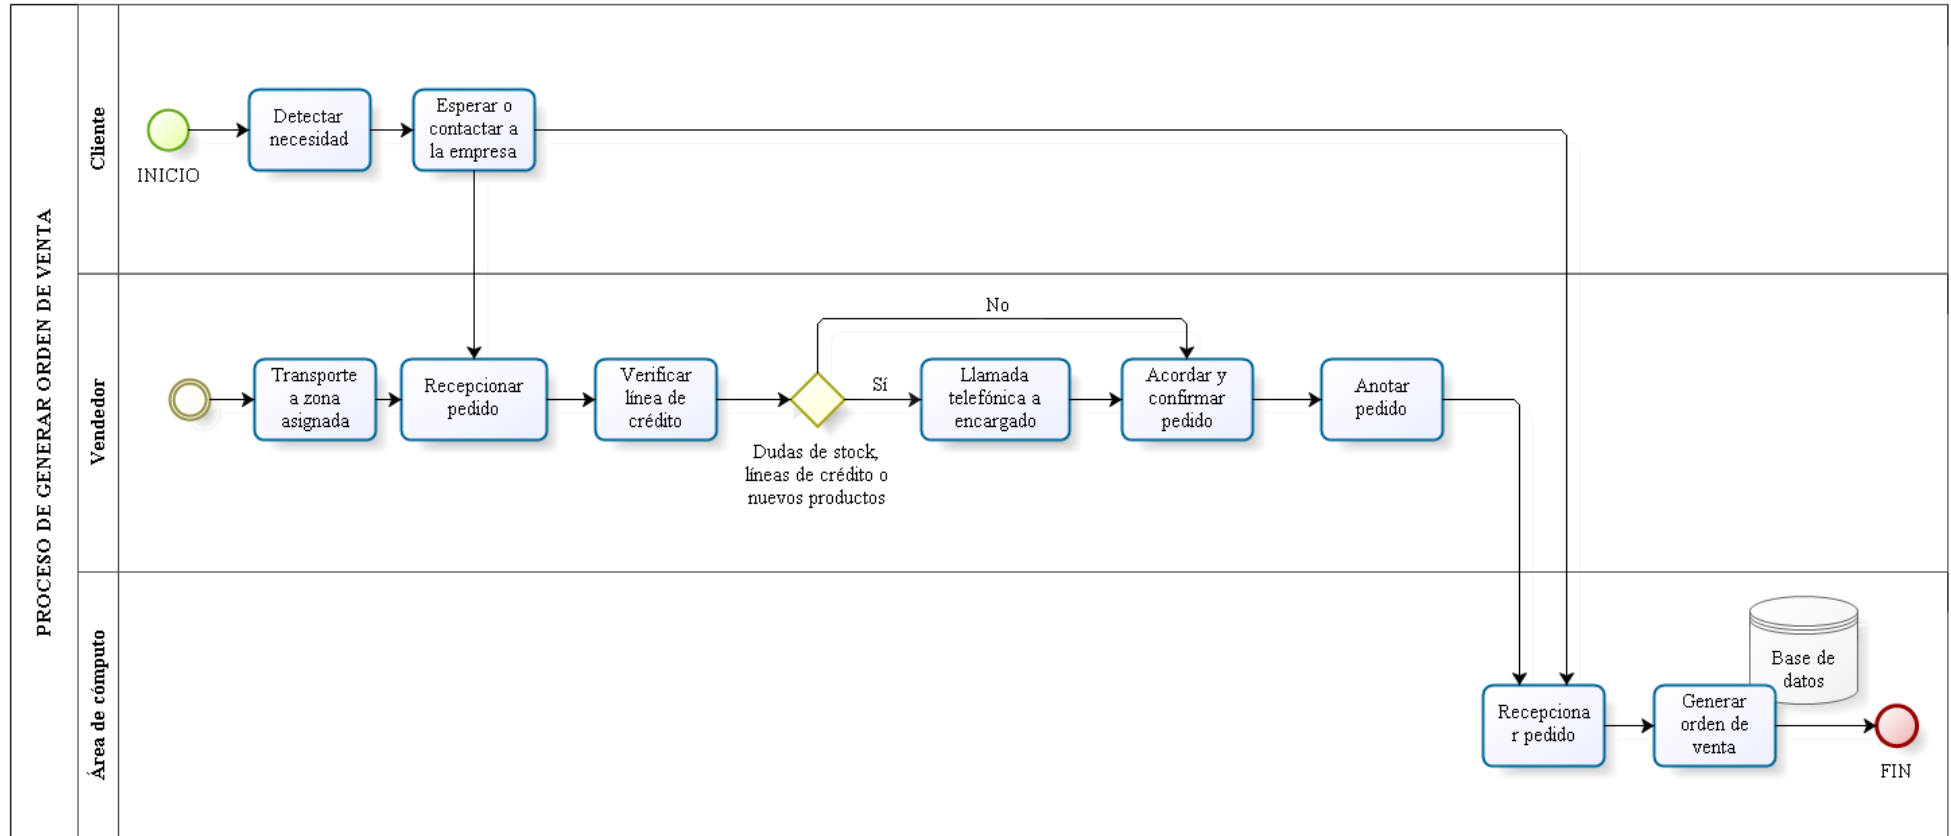 PROCESO DE GENERAR ORDEN DE VENTA
Cliente
INICIO
Detectar
necesidad
Esperar o
contactar a
la empresa
Vendedor
Transporte
a zona
asignada
Recepcionar
pedido
Verificar
línea de
crédito
Dudas de stock,
líneas de crédito o
nuevos productos
No
Sí
Llamada
telefónica a
encargado
Acordar y
confirmar
pedido
Anotar
pedido
Área de cómputo
Recepciona
r pedido
Generar
orden de
venta
Base de
datos
FIN